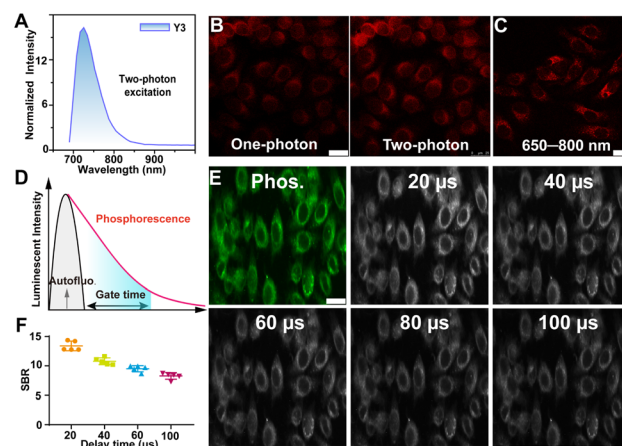 A
Normalized Intensity
15
12
6
0
Y3
Two-photon
excitation
700
800
900
Wavelength (nm)
B
One-photon
Two-photon
C
650–800 nm
D
Luminescent Intensity
Phosphorescence
Autofluo.
Gate time
E
Phos.
20 µs
40 µs
60 µs
80 µs
100 µs
F
SBR
15
10
5
0
20
40
60
100
Delay time (µs)